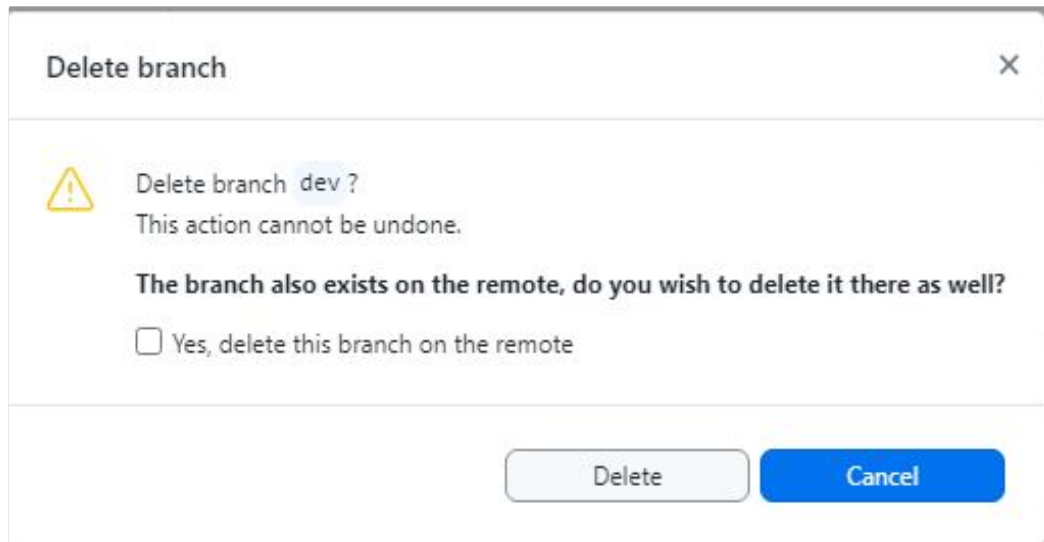 Delete branch
Delete branch dev?
This action cannot be undone.
The branch also exists on the remote, do you wish to delete it there as well?
Yes, delete this branch on the remote
Delete Cancel